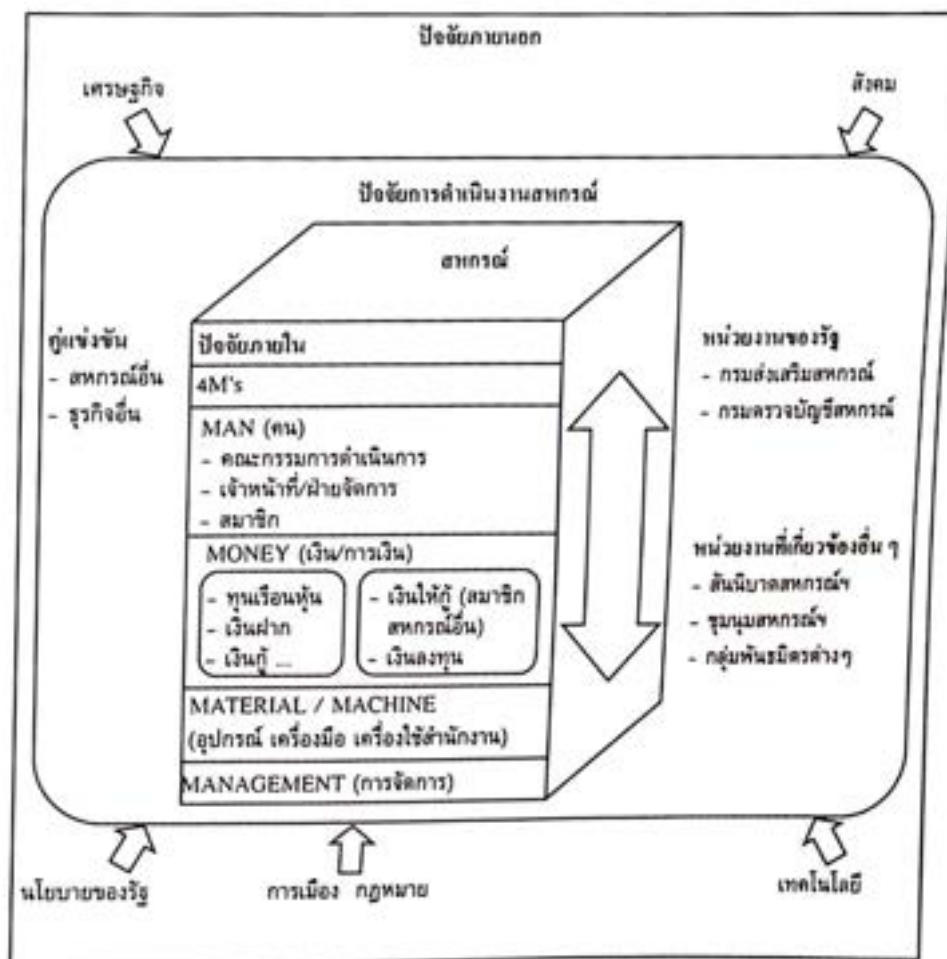 ปัจจัยภายนอก
เศรษฐกิจ
สังคม
ปัจจัยการดำเนินงานสหกรณ์
สหกรณ์
คู่แข่งขัน
- สหกรณ์อื่น
- ธุรกิจอื่น
ปัจจัยภายใน
4M's
MAN (คน)
- คณะกรรมการดำเนินการ
- เจ้าหน้าที่/ฝ่ายจัดการ
- สมาชิก
MONEY (เงิน/การเงิน)
- ทุนเรือนหุ้น
- เงินฝาก
- เงินกู้ ...
- เงินให้กู้ (สมาชิก
สหกรณ์อื่น)
- เงินลงทุน
MATERIAL / MACHINE
(อุปกรณ์ เครื่องมือ เครื่องใช้สำนักงาน)
MANAGEMENT (การจัดการ)
หน่วยงานของรัฐ
- กรมส่งเสริมสหกรณ์
- กรมตรวจบัญชีสหกรณ์
หน่วยงานที่เกี่ยวข้องอื่น ๆ
- สันนิบาตสหกรณ์ฯ
- ชุมนุมสหกรณ์ฯ
- กลุ่มพันธมิตรต่างๆ
นโยบายของรัฐ
การเมือง กฎหมาย
เทคโนโลยี